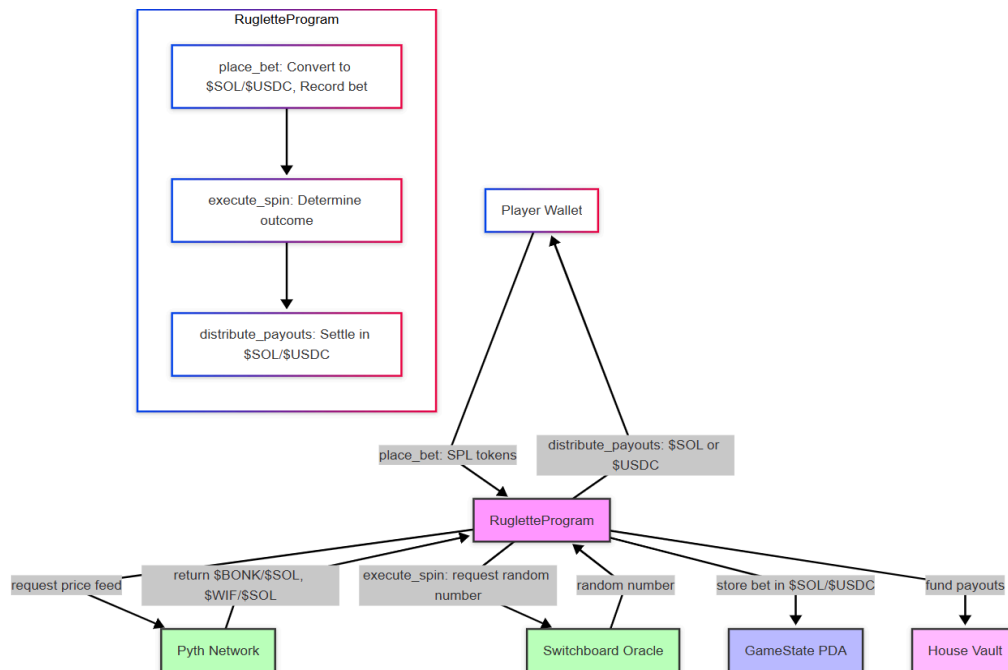 RugletteProgram
place_bet: Convert to
$SOL/$USDC, Record bet
execute_spin: Determine
outcome
distribute_payouts: Settle in
$SOL/$USDC
Player Wallet
place_bet: SPL tokens
distribute_payouts: $SOL or
$USDC
RugletteProgram
request price feed
return $BONK/$SOL,
$WIF/$SOL
execute_spin: request random
number
random number
store bet in $SOL/$USDC
fund payouts
Pyth Network
Switchboard Oracle
GameState PDA
House Vault